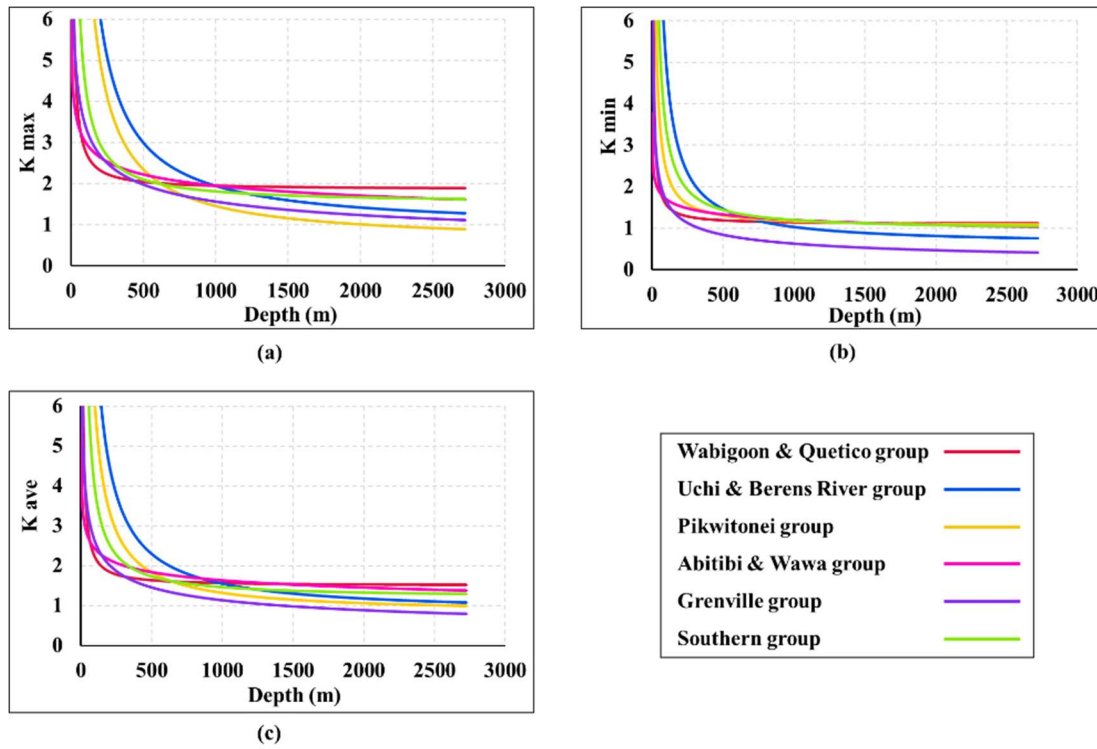 6
5
4
3
2
1
0
K max
0 500 1000 1500 2000 2500 3000
Depth (m)
(a)
6
5
4
3
2
1
0
K min
0 500 1000 1500 2000 2500 3000
Depth (m)
(b)
6
5
4
3
2
1
0
K ave
0 500 1000 1500 2000 2500 3000
Depth (m)
(c)
Wabigoon & Quetico group
Uchi & Berens River group
Pikwitonei group
Abitibi & Wawa group
Grenville group
Southern group